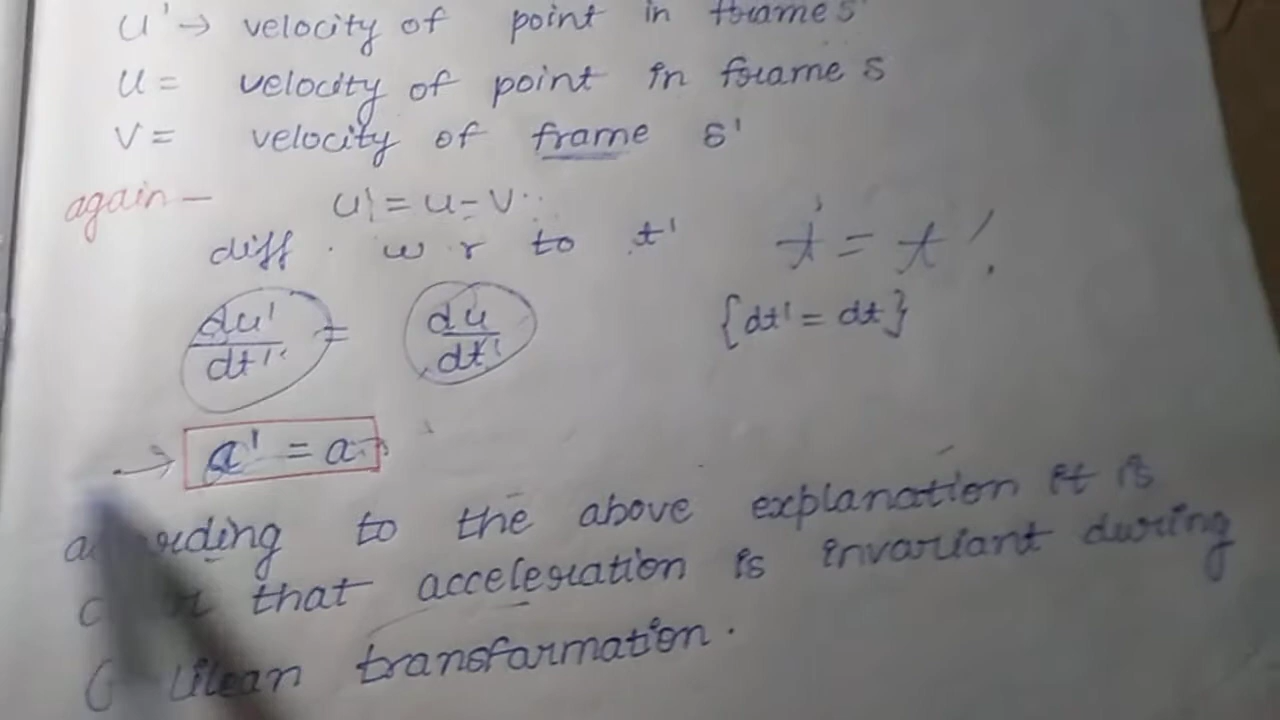 u' → velocity of point in frame s'
u = velocity of point in frame s
v = velocity of frame s'
again – u' = u - v
diff. w r to t' t = t'
du'/dt' = du/dt' {dt' = dt}
→ a' = a
to the above explanation it is
that acceleration is invariant during
transformation.